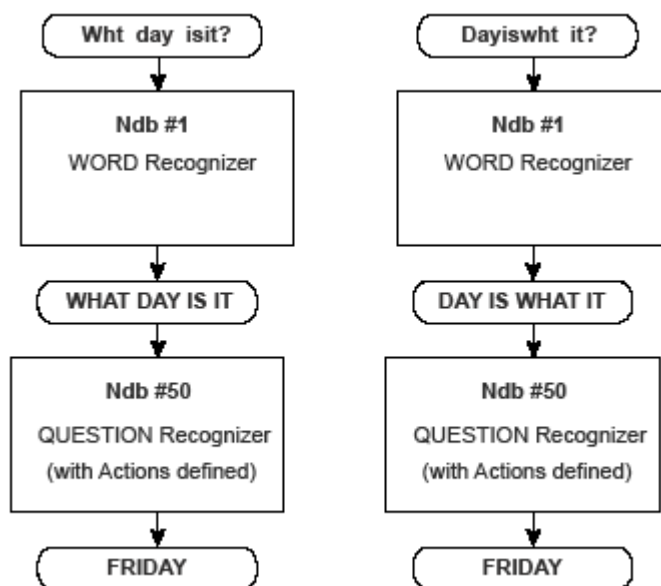 Wht day isit?
Ndb #1
WORD Recognizer
WHAT DAY IS IT
Ndb #50
QUESTION Recognizer
(with Actions defined)
FRIDAY
Dayiswht it?
Ndb #1
WORD Recognizer
DAY IS WHAT IT
Ndb #50
QUESTION Recognizer
(with Actions defined)
FRIDAY